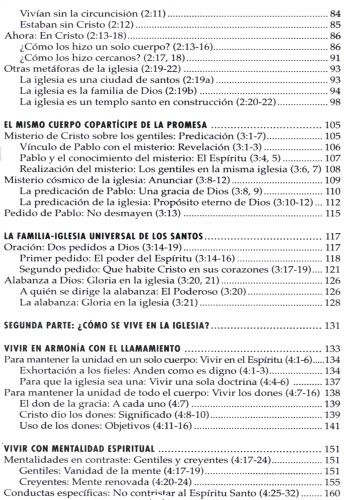 Vivían sin la circuncisión (2:11) 84
Estaban sin Cristo (2:12) 85
Ahora: En Cristo (2:13-18) 86
¿Cómo los hizo un solo cuerpo? (2:13-16) 86
¿Cómo los hizo cercanos? (2:17, 18) 91
Otras metáforas de la iglesia (2:19-22) 93
La iglesia es una ciudad de santos (2:19a) 93
La iglesia es la familia de Dios (2:19b) 94
La iglesia es un templo santo en construcción (2:20-22) 98
EL MISMO CUERPO COPARTÍCIPE DE LA PROMESA 105
Misterio de Cristo sobre los gentiles: Predicación (3:1-7) 105
Vínculo de Pablo con el misterio: Revelación (3:1-3) 106
Pablo y el conocimiento del misterio: El Espíritu (3:4, 5) 107
Realización del misterio: Los gentiles en la misma iglesia (3:6, 7) 108
Misterio cósmico de la iglesia: Anunciar (3:8-12) 109
La predicación de Pablo: Una gracia de Dios (3:8, 9) 110
La predicación de la iglesia: Propósito eterno de Dios (3:10-12) 112
Pedido de Pablo: No desmayen (3:13) 115
LA FAMILIA-IGLESIA UNIVERSAL DE LOS SANTOS 117
Oración: Dos pedidos a Dios (3:14-19) 117
Primer pedido: El poder del Espíritu (3:14-16) 118
Segundo pedido: Que habite Cristo en sus corazones (3:17-19) 121
Alabanza a Dios: Gloria en la iglesia (3:20, 21) 126
A quién se dirige la alabanza: El Poderoso (3:20) 126
La alabanza: Gloria en la iglesia (3:21) 128
SEGUNDA PARTE: ¿CÓMO SE VIVE EN LA IGLESIA? 131
VIVIR EN ARMONÍA CON EL LLAMAMIENTO 133
Para mantener la unidad en un solo cuerpo: Vivir en el Espíritu (4:1-6) 134
Exhortación a los fieles: Anden como es digno (4:1-3) 134
Para que la iglesia sea una: Vivir una sola doctrina (4:4-6) 137
Para mantener la unidad de todo el cuerpo: Vivir los dones (4:7-16) 138
El don de la gracia: A cada uno (4:7) 139
Cristo dio los dones: Significado (4:8-10) 139
Uso de los dones: Objetivos (4:11-16) 141
VIVIR CON MENTALIDAD ESPIRITUAL 151
Mentalidades en contraste: Gentiles y creyentes (4:17-24) 151
Gentiles: Vanidad de la mente (4:17-19) 151
Creyentes: Mente renovada (4:20-24) 155
Conductas específicas: No contristar al Espíritu Santo (4:25-32) 160